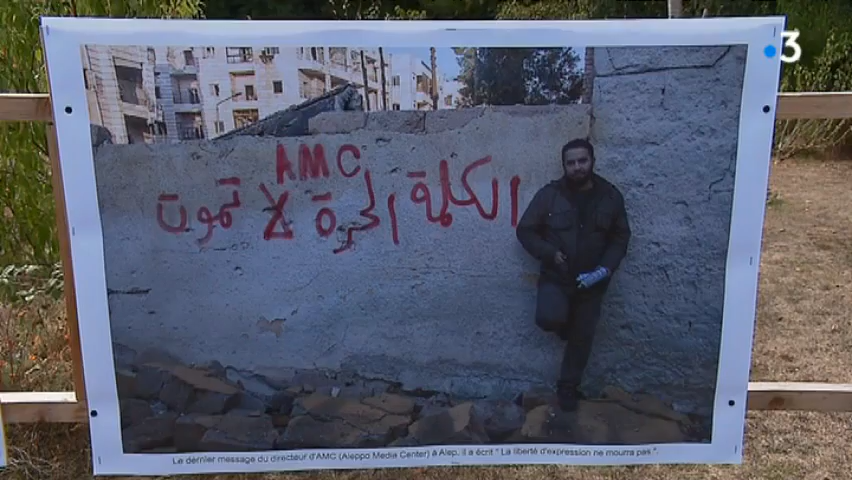 3
AMC
الكلمة الحرة لا تموت
Le dernier message du directeur d'AMC (Aleppo Media Center) à Alep, il a écrit " La liberté d'expression ne mourra pas ".